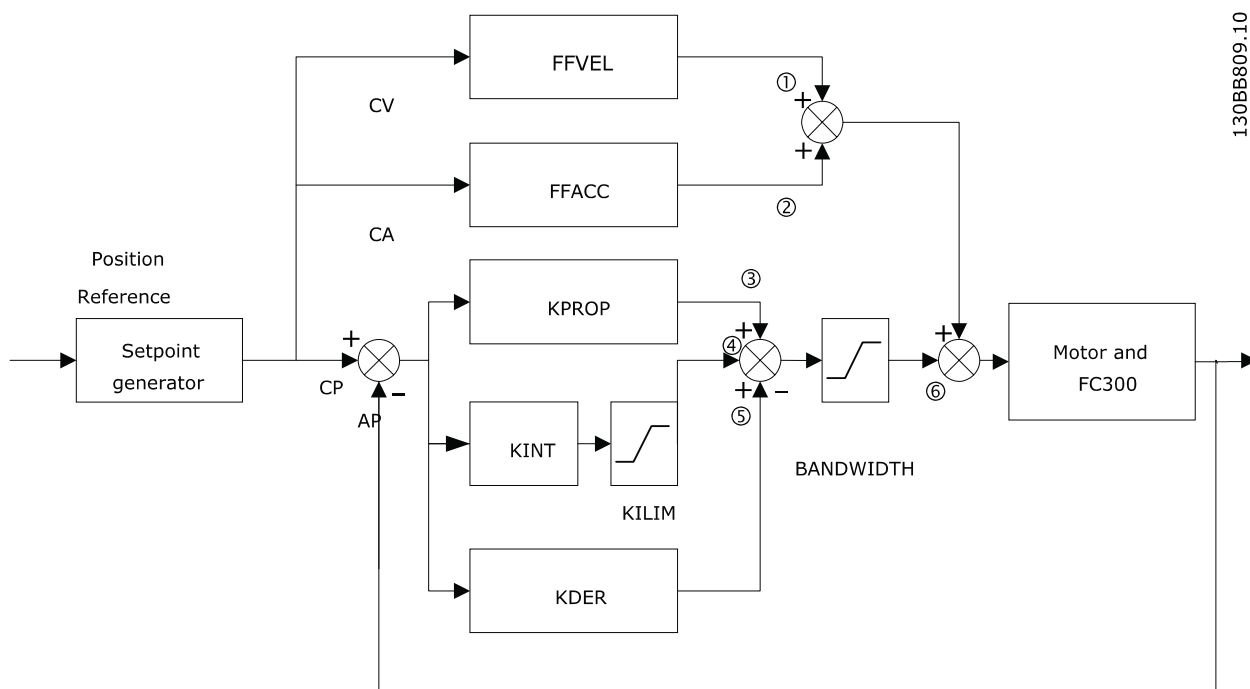 130BB809.10
FFVEL
①
+
CV
+
FFACC
②
CA
Position
Reference
③
KPROP
+
+
+
④
Setpoint
generator
Motor and
FC300
CP
-
+
-
⑥
AP
⑤
KINT
BANDWIDTH
KILIM
KDER